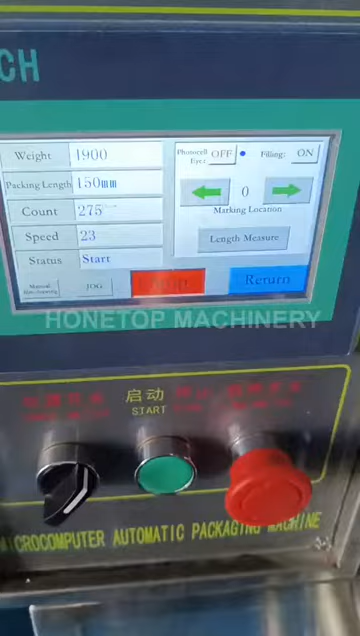 CH
Weight 4900
Photocell Eye: OFF Filling: ON
Packing Length 150mm
0
Count 275
Marking Location
Speed 23
Length Measure
Status Start
JOG Return
HONETOP MACHINERY
启动
START
MICROCOMPUTER AUTOMATIC PACKAGING MACHINE